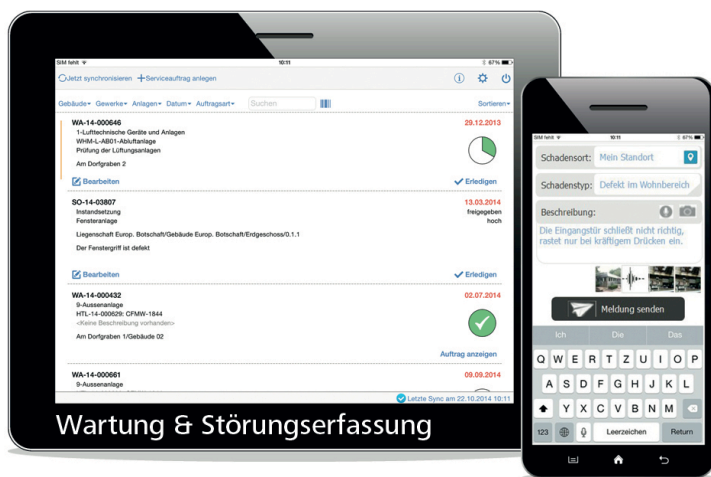 SIM fehlt 10:11 67%
Jetzt synchronisieren +Serviceauftrag anlegen
Gebäude Gewerke Anlagen Datum Auftragsart Suchen Sortieren
WA-14-000646 29.12.2013
1-Lufttechnische Geräte und Anlagen
WHM-L-AB01-Abluftanlage
Prüfung der Lüftungsanlagen
Am Dorfgraben 2
Bearbeiten Erledigen
SO-14-03807 13.03.2014
Instandsetzung freigegeben
Fensteranlage hoch
Liegenschaft Europ. Botschaft/Gebäude Europ. Botschaft/Erdgeschoss/0.1.1
Der Fenstergriff ist defekt
Bearbeiten Erledigen
WA-14-000432 02.07.2014
9-Aussenanlage
HTL-14-000629: CFMW-1844
<Keine Beschreibung vorhanden>
Am Dorfgraben 1/Gebäude 02
Auftrag anzeigen
WA-14-000661 09.09.2014
9-Aussenanlage
Letzte Sync am 22.10.2014 10:11
Wartung & Störungserfassung
SIM fehlt 10:11 67%
Schadensort: Mein Standort
Schadenstyp: Defekt im Wohnbereich
Beschreibung:
Die Eingangstür schließt nicht richtig,
rastet nur bei kräftigem Drücken ein.
Meldung senden
Ich Die Das
Q W E R T Z U I O P
A S D F G H J K L
Y X C V B N M
123 Leerzeichen Return